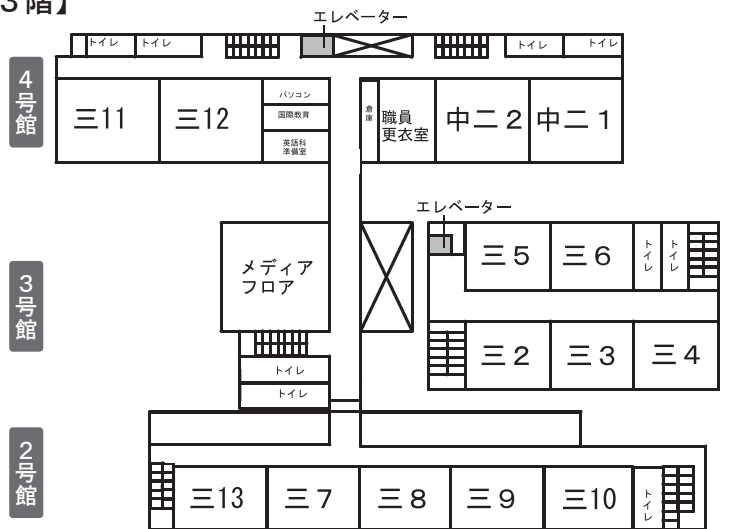 3階】
エレベーター
トイレ
トイレ
トイレ
トイレ
4号館
三11
三12
パソコン
国際教育
英語科
準備室
倉庫
職員
更衣室
中二2
中二1
エレベーター
3号館
メディア
フロア
三5
三6
トイレ
トイレ
三2
三3
三4
トイレ
トイレ
2号館
三13
三7
三8
三9
三10
トイレ